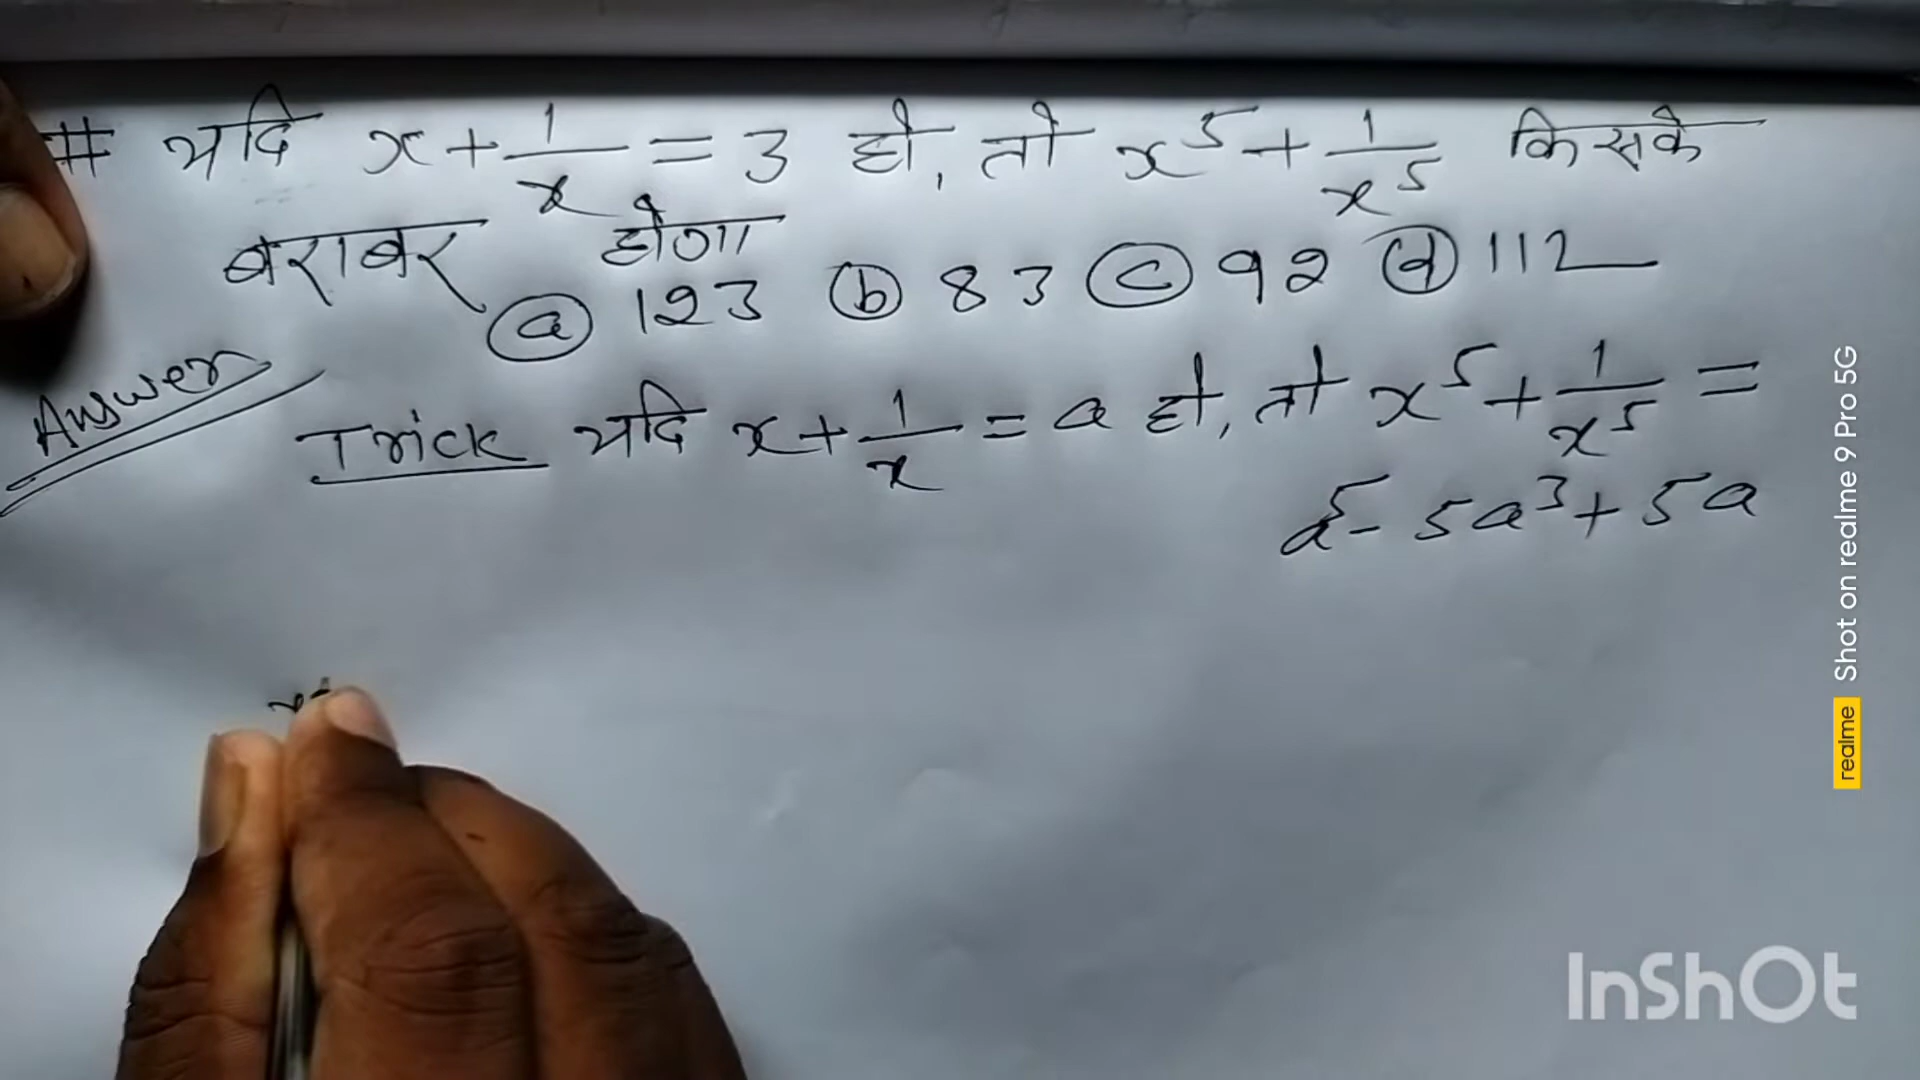 # यदि x + 1/x = 3 हो, तो x⁵ + 1/x⁵ किसके
बराबर होगा
ⓐ 123 ⓑ 83 ⓒ 92 ⓓ 112
Answer
Trick यदि x + 1/x = a हो, तो x⁵ + 1/x⁵ =
a⁵ - 5a³ + 5a
realme Shot on realme 9 Pro 5G
InShOt